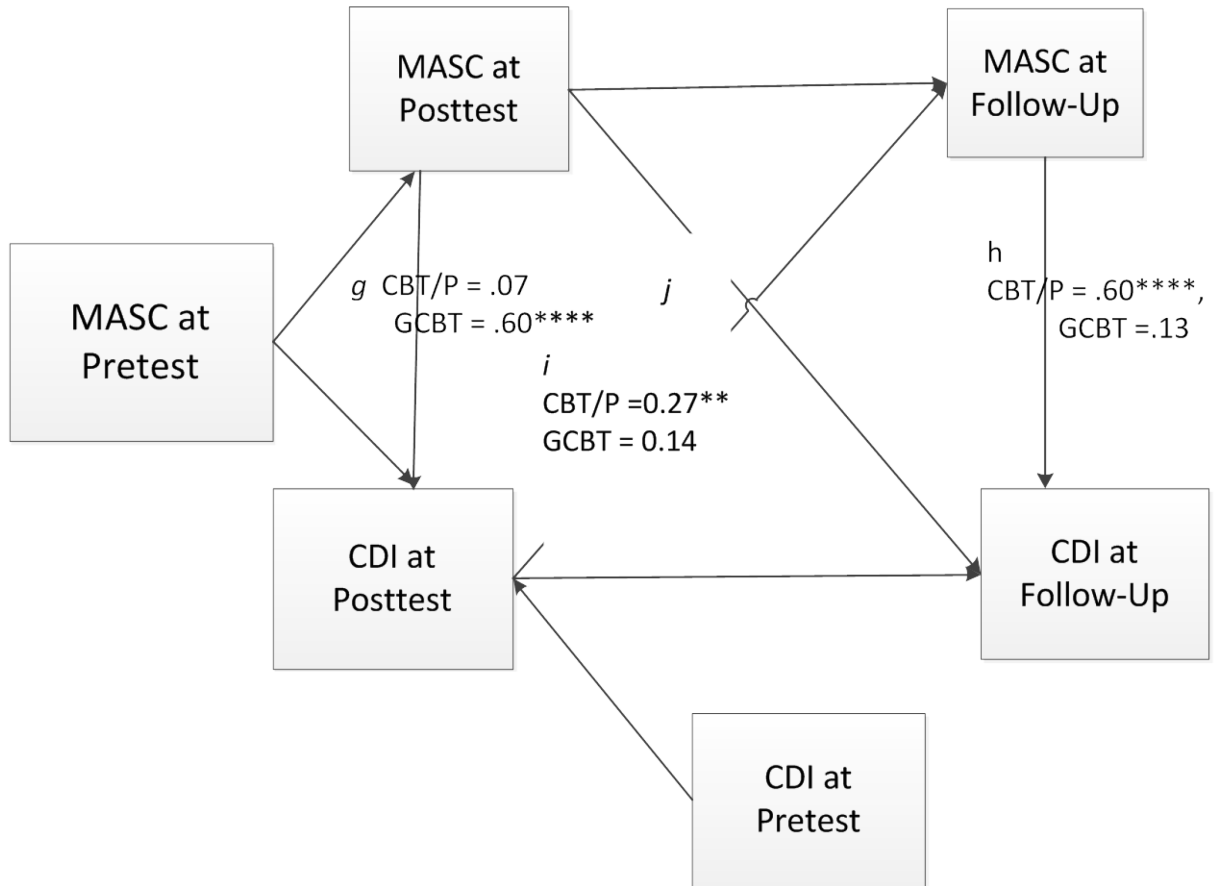 MASC at
Posttest
MASC at
Follow-Up
MASC at
Pretest
g CBT/P = .07
GCBT = .60****
j
h
CBT/P = .60****,
GCBT =.13
i
CBT/P =0.27**
GCBT = 0.14
CDI at
Posttest
CDI at
Follow-Up
CDI at
Pretest